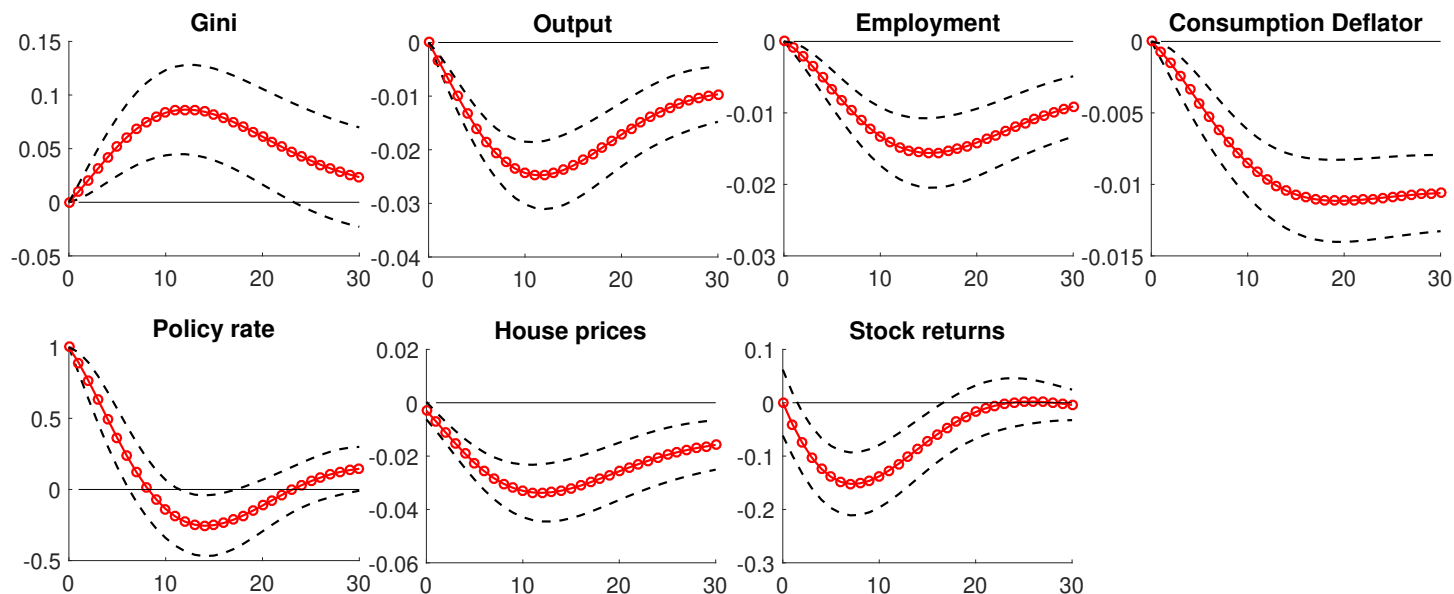 Gini
Output
Employment
Consumption Deflator
0.15
0.1
0.05
0
-0.05
0 10 20 30
0
-0.01
-0.02
-0.03
-0.04
0 10 20 30
0
-0.01
-0.02
-0.03
0 10 20 30
0
-0.005
-0.01
-0.015
0 10 20 30
Policy rate
House prices
Stock returns
1
0.5
0
-0.5
0 10 20 30
0.02
0
-0.02
-0.04
-0.06
0 10 20 30
0.1
0
-0.1
-0.2
-0.3
0 10 20 30